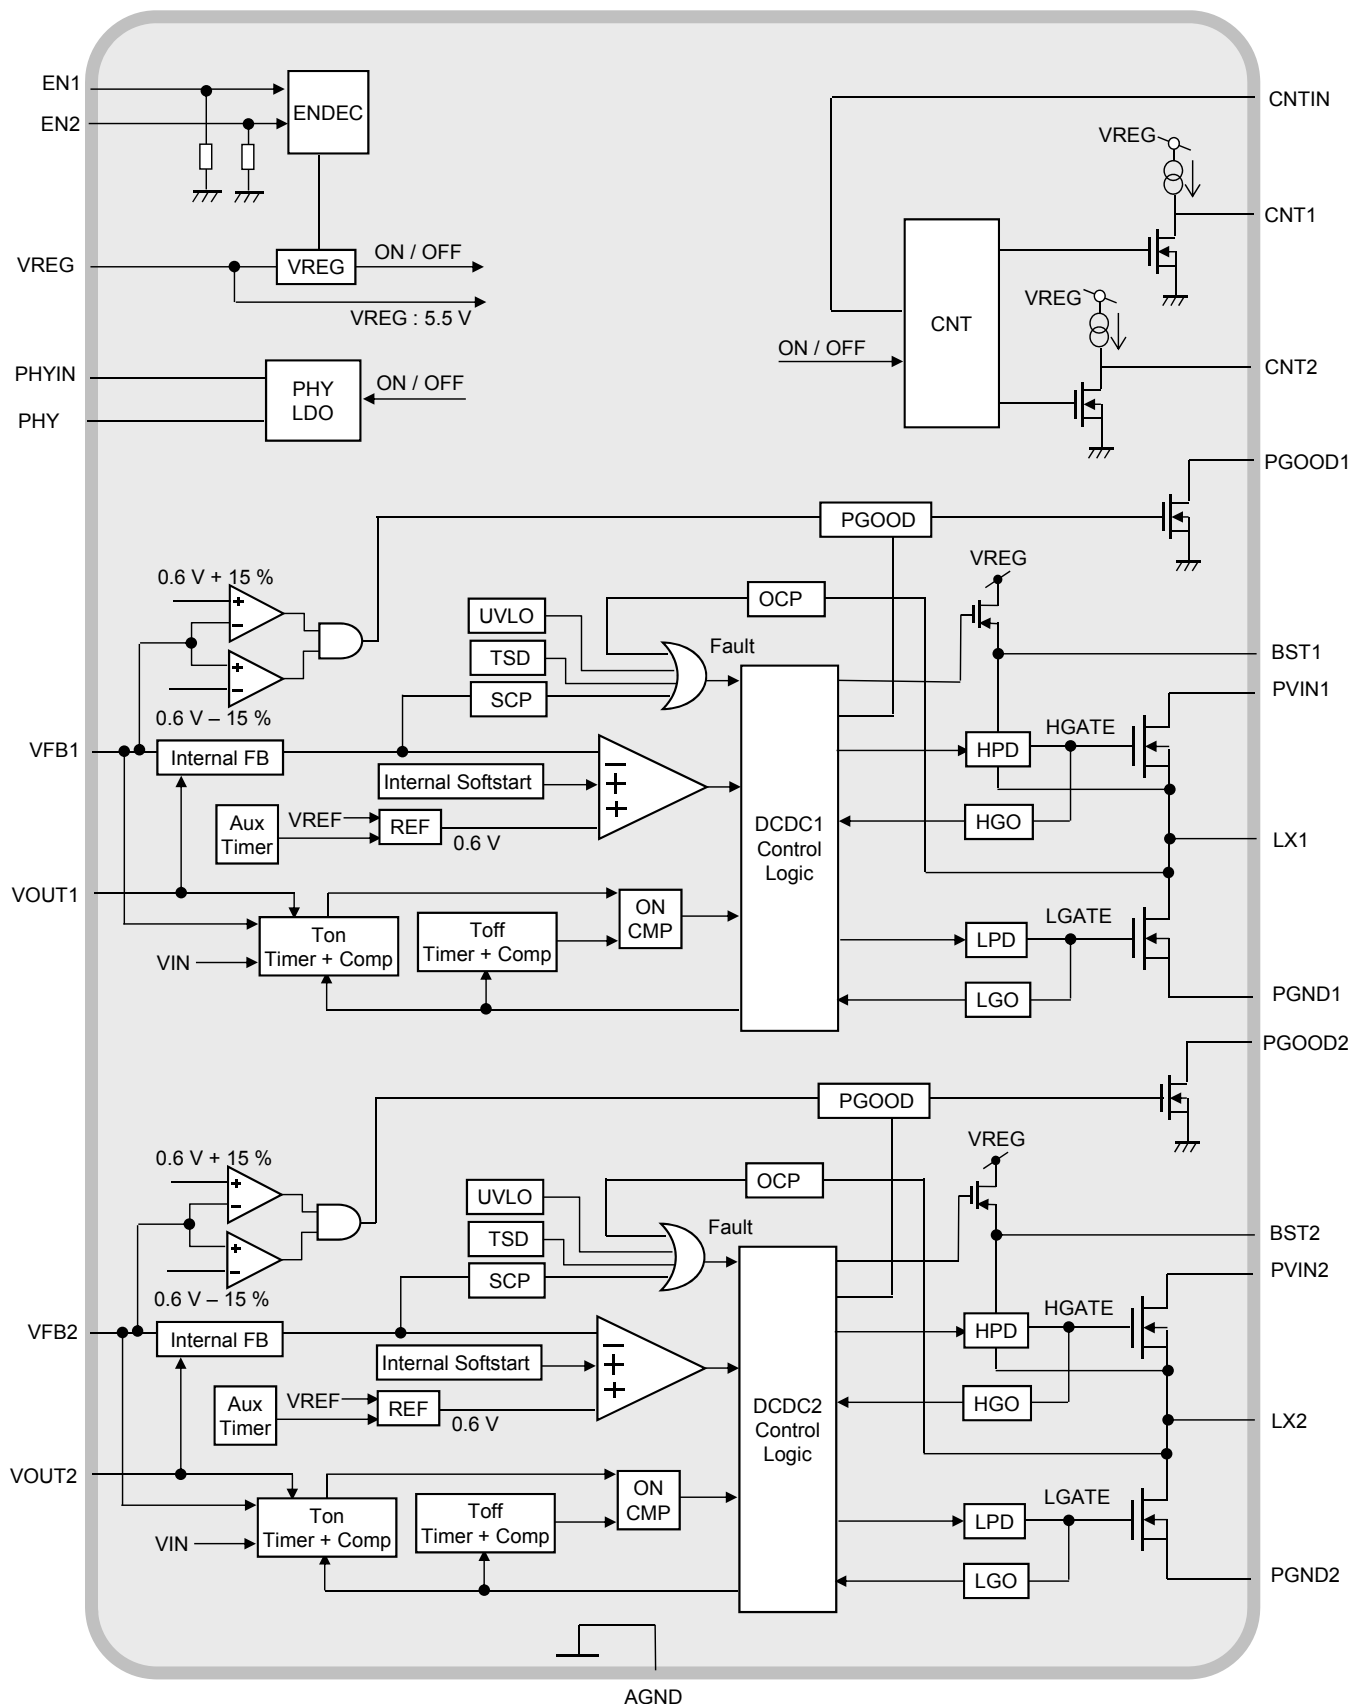 EN1
EN2
ENDEC
VREG
VREG
ON / OFF
VREG : 5.5 V
PHYIN
PHY
PHY
LDO
ON / OFF
CNTIN
VREG
CNT1
VREG
CNT
ON / OFF
CNT2
PGOOD1
PGOOD
VREG
0.6 V + 15 %
+
−
+
−
0.6 V – 15 %
UVLO
TSD
SCP
OCP
Fault
BST1
PVIN1
VFB1
Internal FB
Internal Softstart
−
+
+
HPD
HGATE
Aux
Timer
VREF
REF
0.6 V
DCDC1
Control
Logic
HGO
LX1
VOUT1
Ton
Timer + Comp
VIN
Toff
Timer + Comp
ON
CMP
LPD
LGATE
LGO
PGND1
PGOOD2
PGOOD
VREG
0.6 V + 15 %
+
−
+
−
0.6 V – 15 %
UVLO
TSD
SCP
OCP
Fault
BST2
PVIN2
VFB2
Internal FB
Internal Softstart
−
+
+
HPD
HGATE
Aux
Timer
VREF
REF
0.6 V
DCDC2
Control
Logic
HGO
LX2
VOUT2
Ton
Timer + Comp
VIN
Toff
Timer + Comp
ON
CMP
LPD
LGATE
LGO
PGND2
AGND